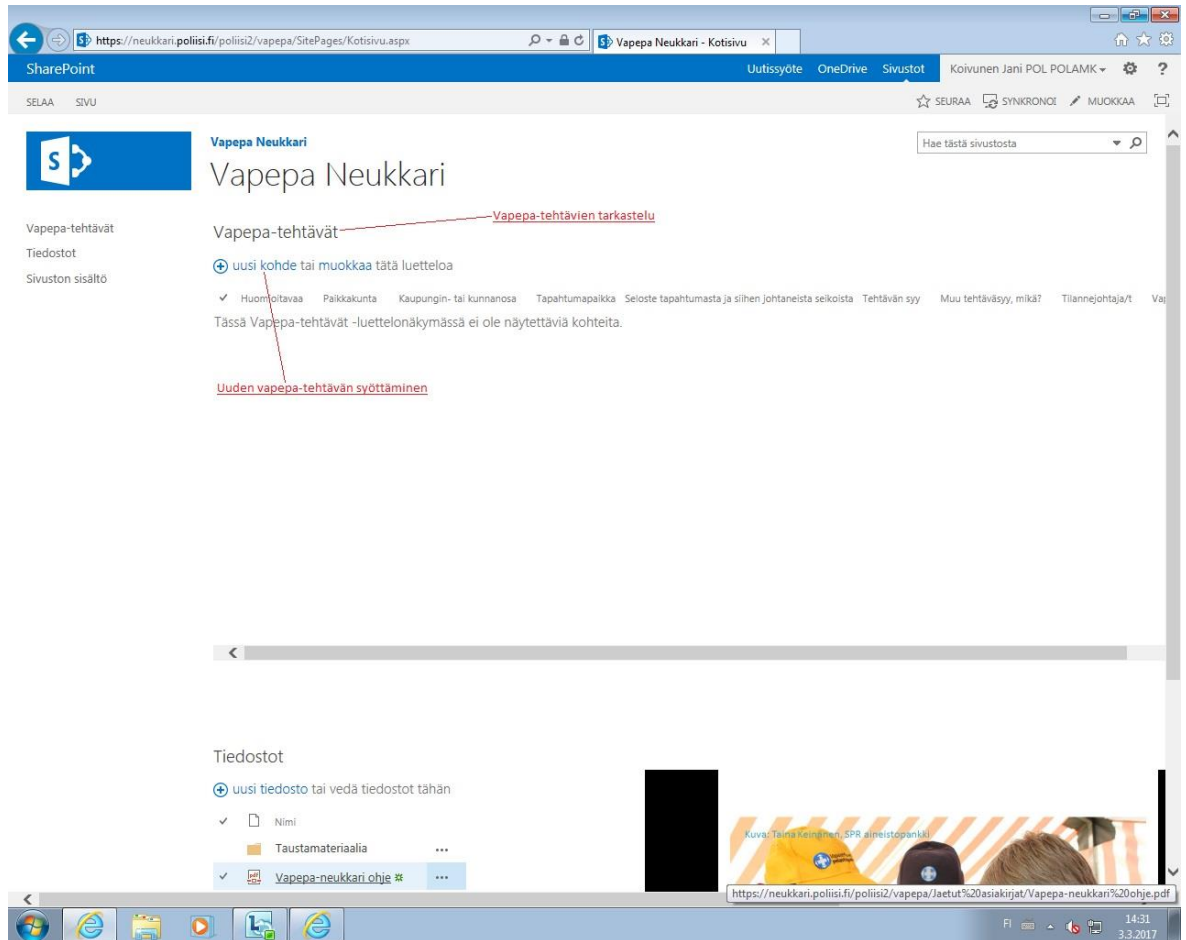 https://neukkari.poliisi.fi/poliisi2/vapepa/SitePages/Kotisivu.aspx
Vapepa Neukkari - Kotisivu
SharePoint
Uutissyöte OneDrive Sivustot Koivunen Jani POL POLAMK
SELAA SIVU
SEURAA SYNKRONOI MUOKKAA
Vapepa Neukkari
Hae tästä sivustosta
Vapepa Neukkari
Vapepa-tehtävien tarkastelu
Vapepa-tehtävät
Vapepa-tehtävät
Tiedostot
Sivuston sisältö
uusi kohde tai muokkaa tätä luetteloa
Huomioitavaa Paikkakunta Kaupungin- tai kunnanosa Tapahtumapaikka Seloste tapahtumasta ja siihen johtaneista seikoista Tehtävän syy Muu tehtäväsyy, mikä? Tilannejohtaja/t Vap
Tässä Vapepa-tehtävät -luettelonäkymässä ei ole näytettäviä kohteita.
Uuden vapepa-tehtävän syöttäminen
Tiedostot
uusi tiedosto tai vedä tiedostot tähän
Nimi
Taustamateriaalia
Vapepa-neukkari ohje
Kuva: Taina Keinänen, SPR aineistopankki
https://neukkari.poliisi.fi/poliisi2/vapepa/Jaetut%20asiakirjat/Vapepa-neukkari%20ohje.pdf
FI
14:31
3.3.2017